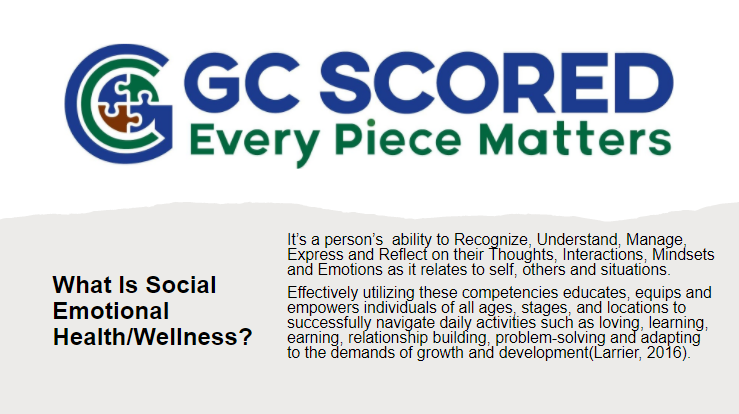 GC SCORED
Every Piece Matters
What Is Social
Emotional
Health/Wellness?
It's a person's  ability to Recognize, Understand, Manage,
Express and Reflect on their Thoughts, Interactions, Mindsets
and Emotions as it relates to self, others and situations.
Effectively utilizing these competencies educates, equips and
empowers individuals of all ages, stages, and locations to
successfully navigate daily activities such as loving, learning,
earning, relationship building, problem-solving and adapting
to the demands of growth and development(Larrier, 2016).